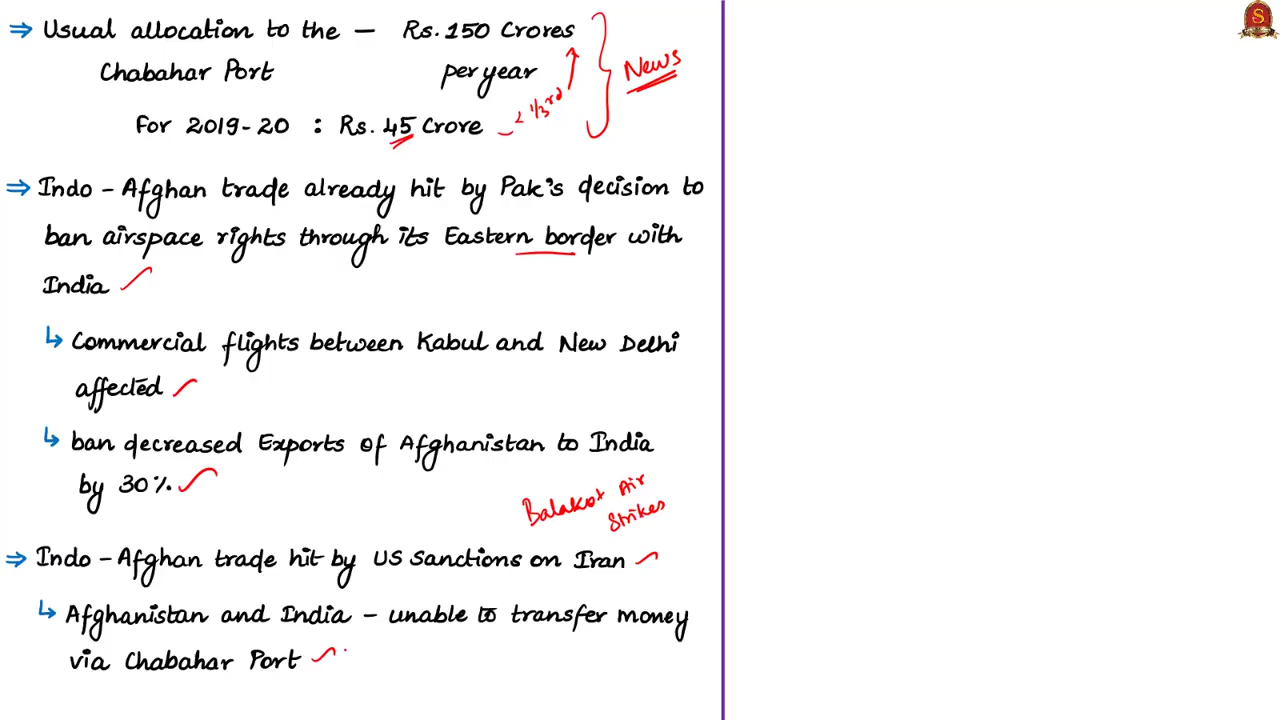 ⇒ Usual allocation to the — Rs. 150 Crores
Chabahar Port per year
News
< 1/3rd
For 2019-20 : Rs. 45 Crore
⇒ Indo - Afghan trade already hit by Pak's decision to
ban airspace rights through its Eastern border with
India
↳ Commercial flights between Kabul and New Delhi
affected
↳ ban decreased Exports of Afghanistan to India
by 30%
Balakot Air
Strikes
⇒ Indo - Afghan trade hit by US Sanctions on Iran
↳ Afghanistan and India - unable to transfer money
via Chabahar Port